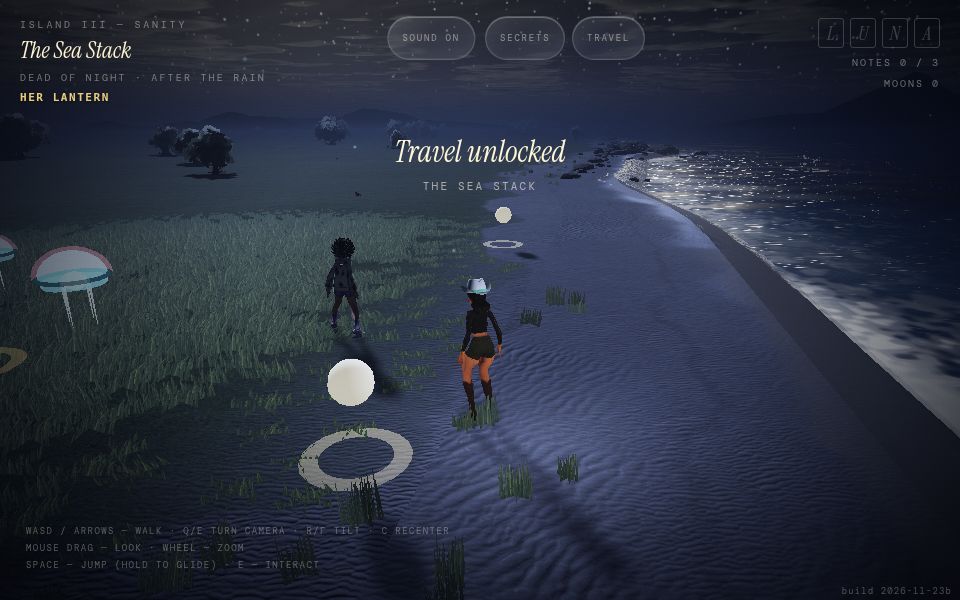 ISLAND III — SANITY
The Sea Stack
DEAD OF NIGHT · AFTER THE RAIN
HER LANTERN
SOUND ON
SECRETS
TRAVEL
L U N A
NOTES 0 / 3
MOONS 0
Travel unlocked
THE SEA STACK
WASD / ARROWS — WALK · Q/E TURN CAMERA · R/F TILT · C RECENTER
MOUSE DRAG — LOOK · WHEEL — ZOOM
SPACE — JUMP (HOLD TO GLIDE) · E — INTERACT
build 2026-11-23b